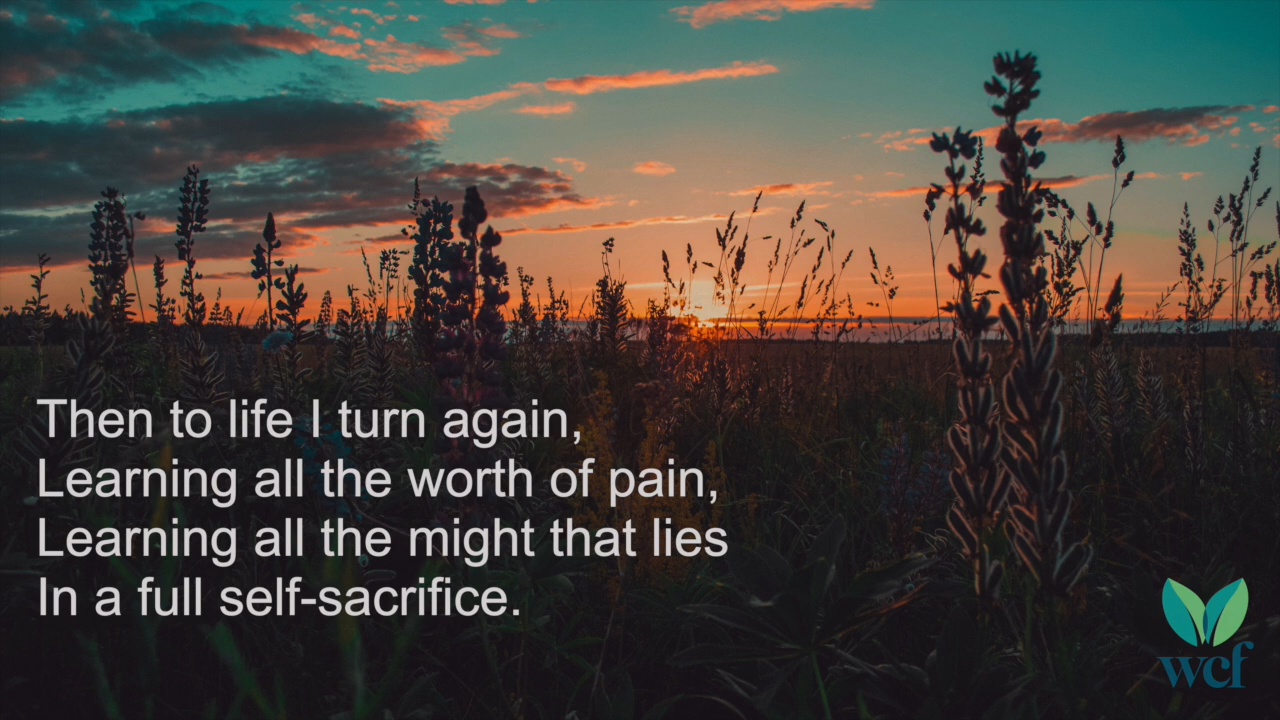 Then to life I turn again,
Learning all the worth of pain,
Learning all the might that lies
In a full self-sacrifice.
wcf